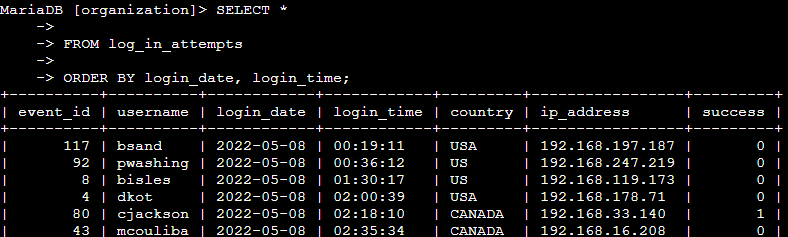 MariaDB [organization]> SELECT *
    ->
    -> FROM log_in_attempts
    ->
    -> ORDER BY login_date, login_time;
+----------+----------+------------+------------+---------+-----------------+---------+
| event_id | username | login_date | login_time | country | ip_address      | success |
+----------+----------+------------+------------+---------+-----------------+---------+
|      117 | bsand    | 2022-05-08 | 00:19:11   | USA     | 192.168.197.187 |       0 |
|       92 | pwashing | 2022-05-08 | 00:36:12   | US      | 192.168.247.219 |       0 |
|        8 | bisles   | 2022-05-08 | 01:30:17   | US      | 192.168.119.173 |       0 |
|        4 | dkot     | 2022-05-08 | 02:00:39   | USA     | 192.168.178.71  |       0 |
|       80 | cjackson | 2022-05-08 | 02:18:10   | CANADA  | 192.168.33.140  |       1 |
|       43 | mcouliba | 2022-05-08 | 02:35:34   | CANADA  | 192.168.16.208  |       0 |